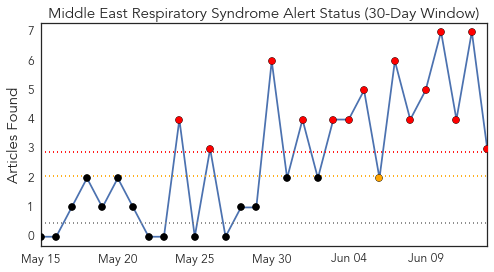 Middle East Respiratory Syndrome Alert Status (30-Day Window)
Articles Found
7
6
5
4
3
2
1
0
May 15 May 20 May 25 May 30 Jun 04 Jun 09